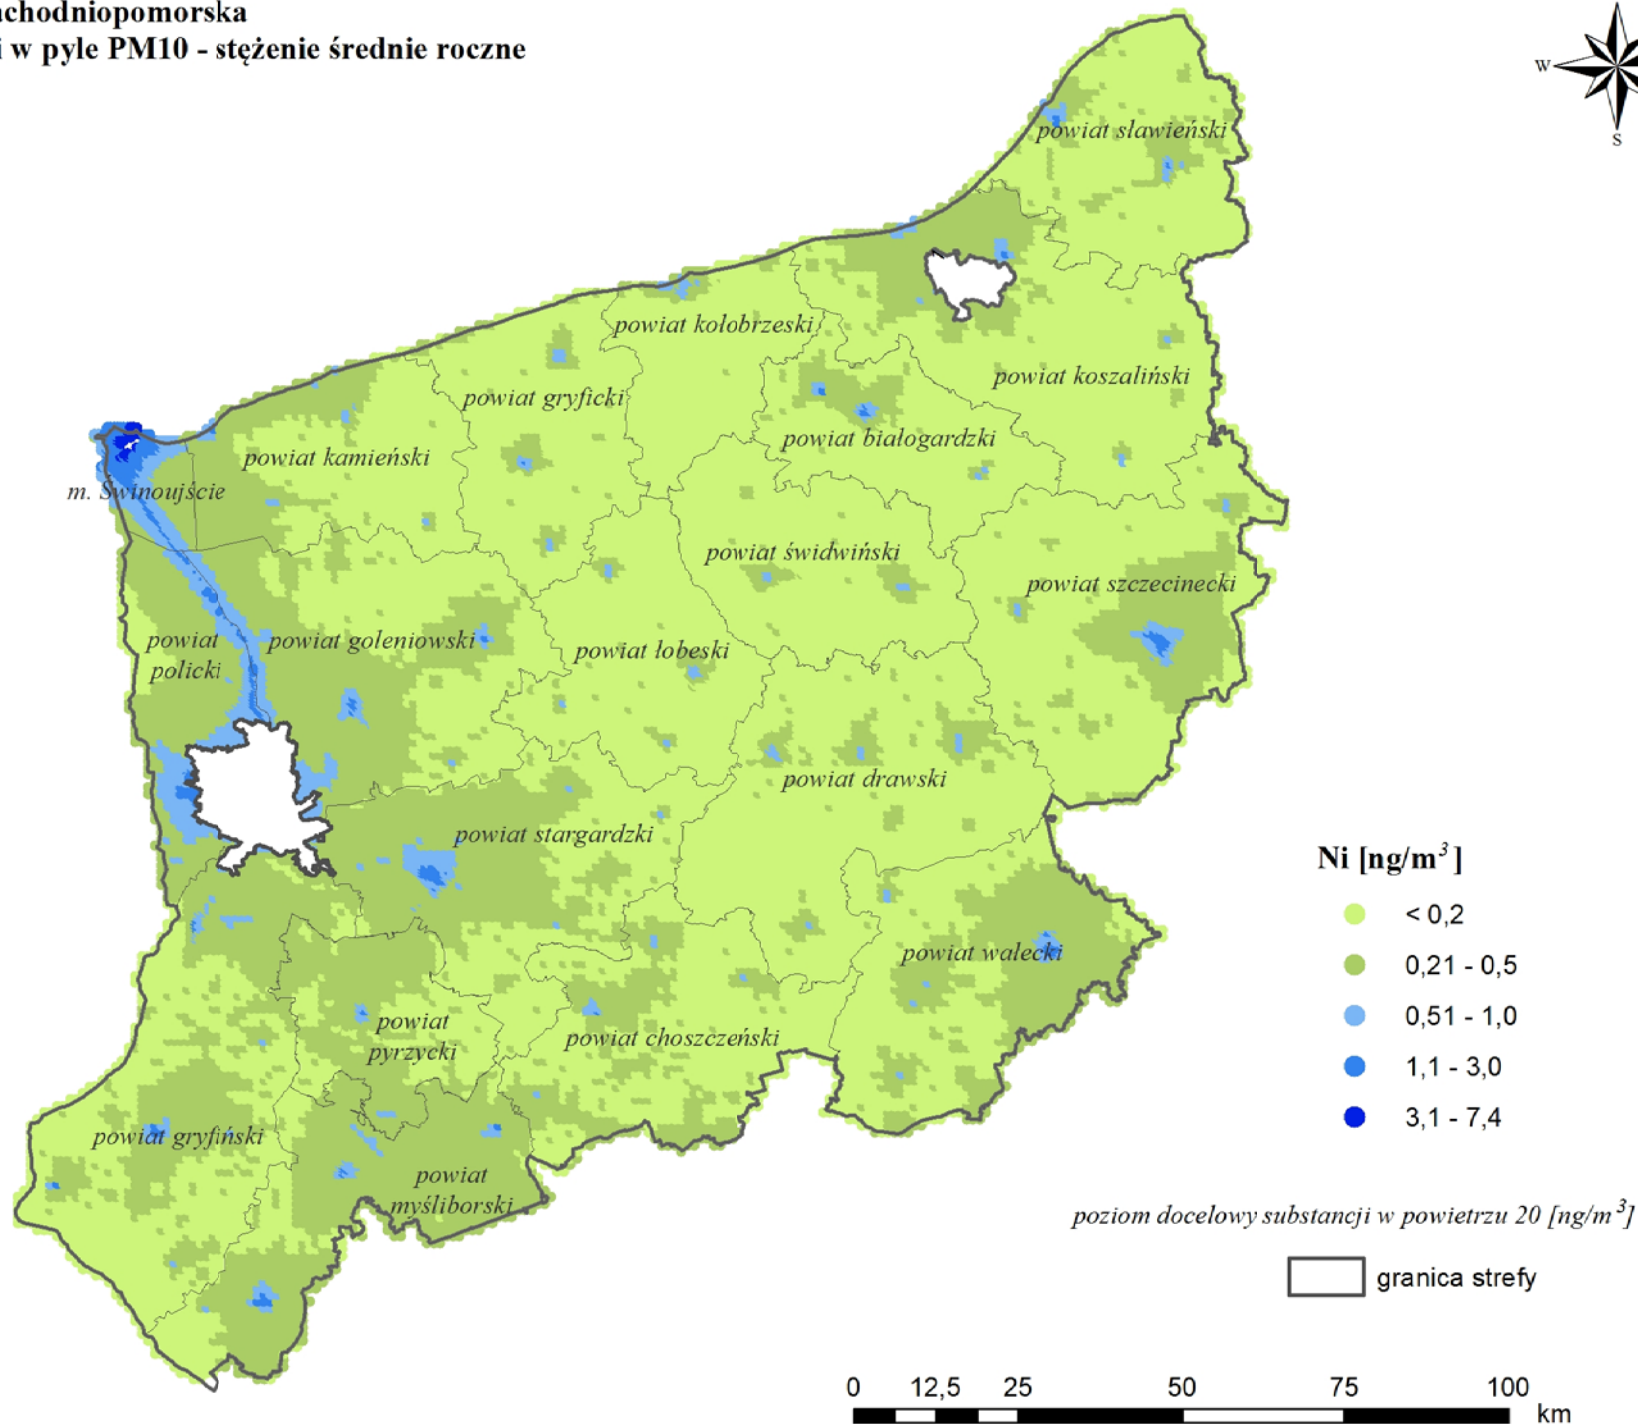 achodniopomorska
i w pyle PM10 - stężenie średnie roczne
W
S
powiat sławieński
powiat kołobrzeski
powiat koszaliński
powiat gryficki
powiat białogardzki
powiat kamieński
m. Świnoujście
powiat świdwiński
powiat szczecinecki
powiat
policki
powiat goleniowski
powiat łobeski
powiat drawski
powiat stargardzki
powiat wałecki
powiat
pyrzycki
powiat choszczeński
powiat gryfiński
powiat
myśliborski
Ni [ng/m³]
< 0,2
0,21 - 0,5
0,51 - 1,0
1,1 - 3,0
3,1 - 7,4
poziom docelowy substancji w powietrzu 20 [ng/m³]
granica strefy
0 12,5 25 50 75 100
km